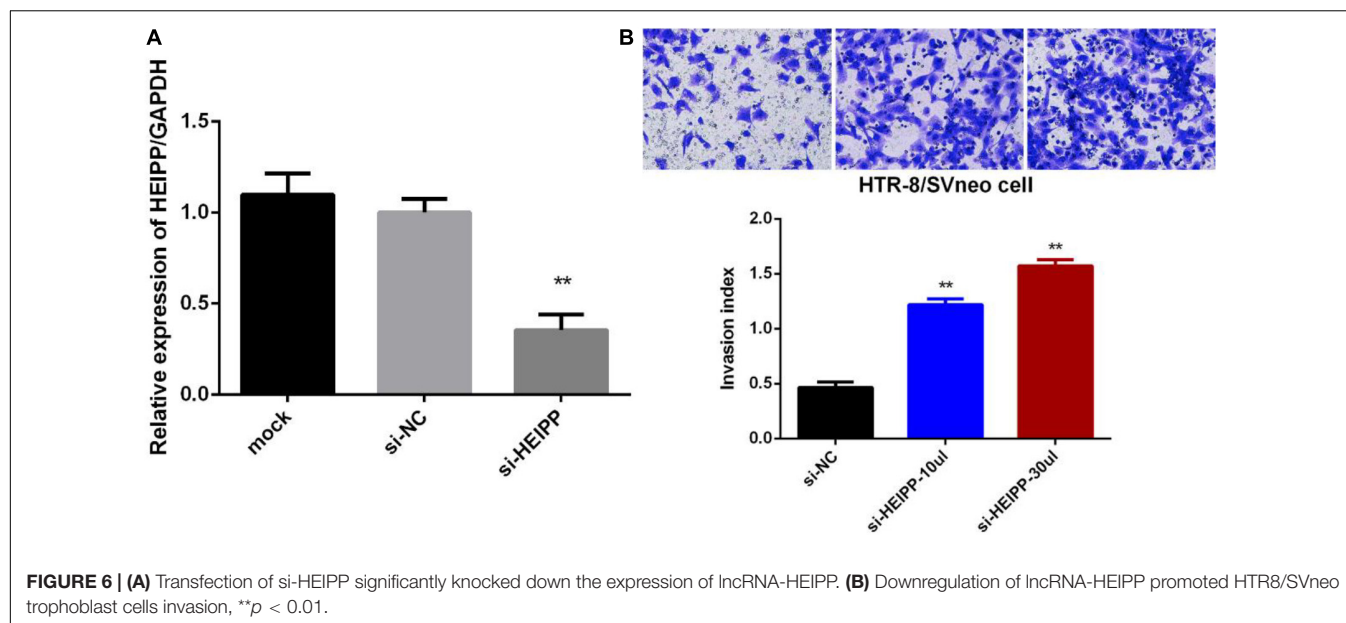 A
Relative expression of HEIPP/GAPDH
1.5
1.0
0.5
0.0
**
mock
si-NC
si-HEIPP
B
HTR-8/SVneo cell
Invasion index
2.0
1.5
1.0
0.5
0.0
**
**
si-NC
si-HEIPP-10ul
si-HEIPP-30ul
FIGURE 6 | (A) Transfection of si-HEIPP significantly knocked down the expression of lncRNA-HEIPP. (B) Downregulation of lncRNA-HEIPP promoted HTR8/SVneo
trophoblast cells invasion, **p < 0.01.